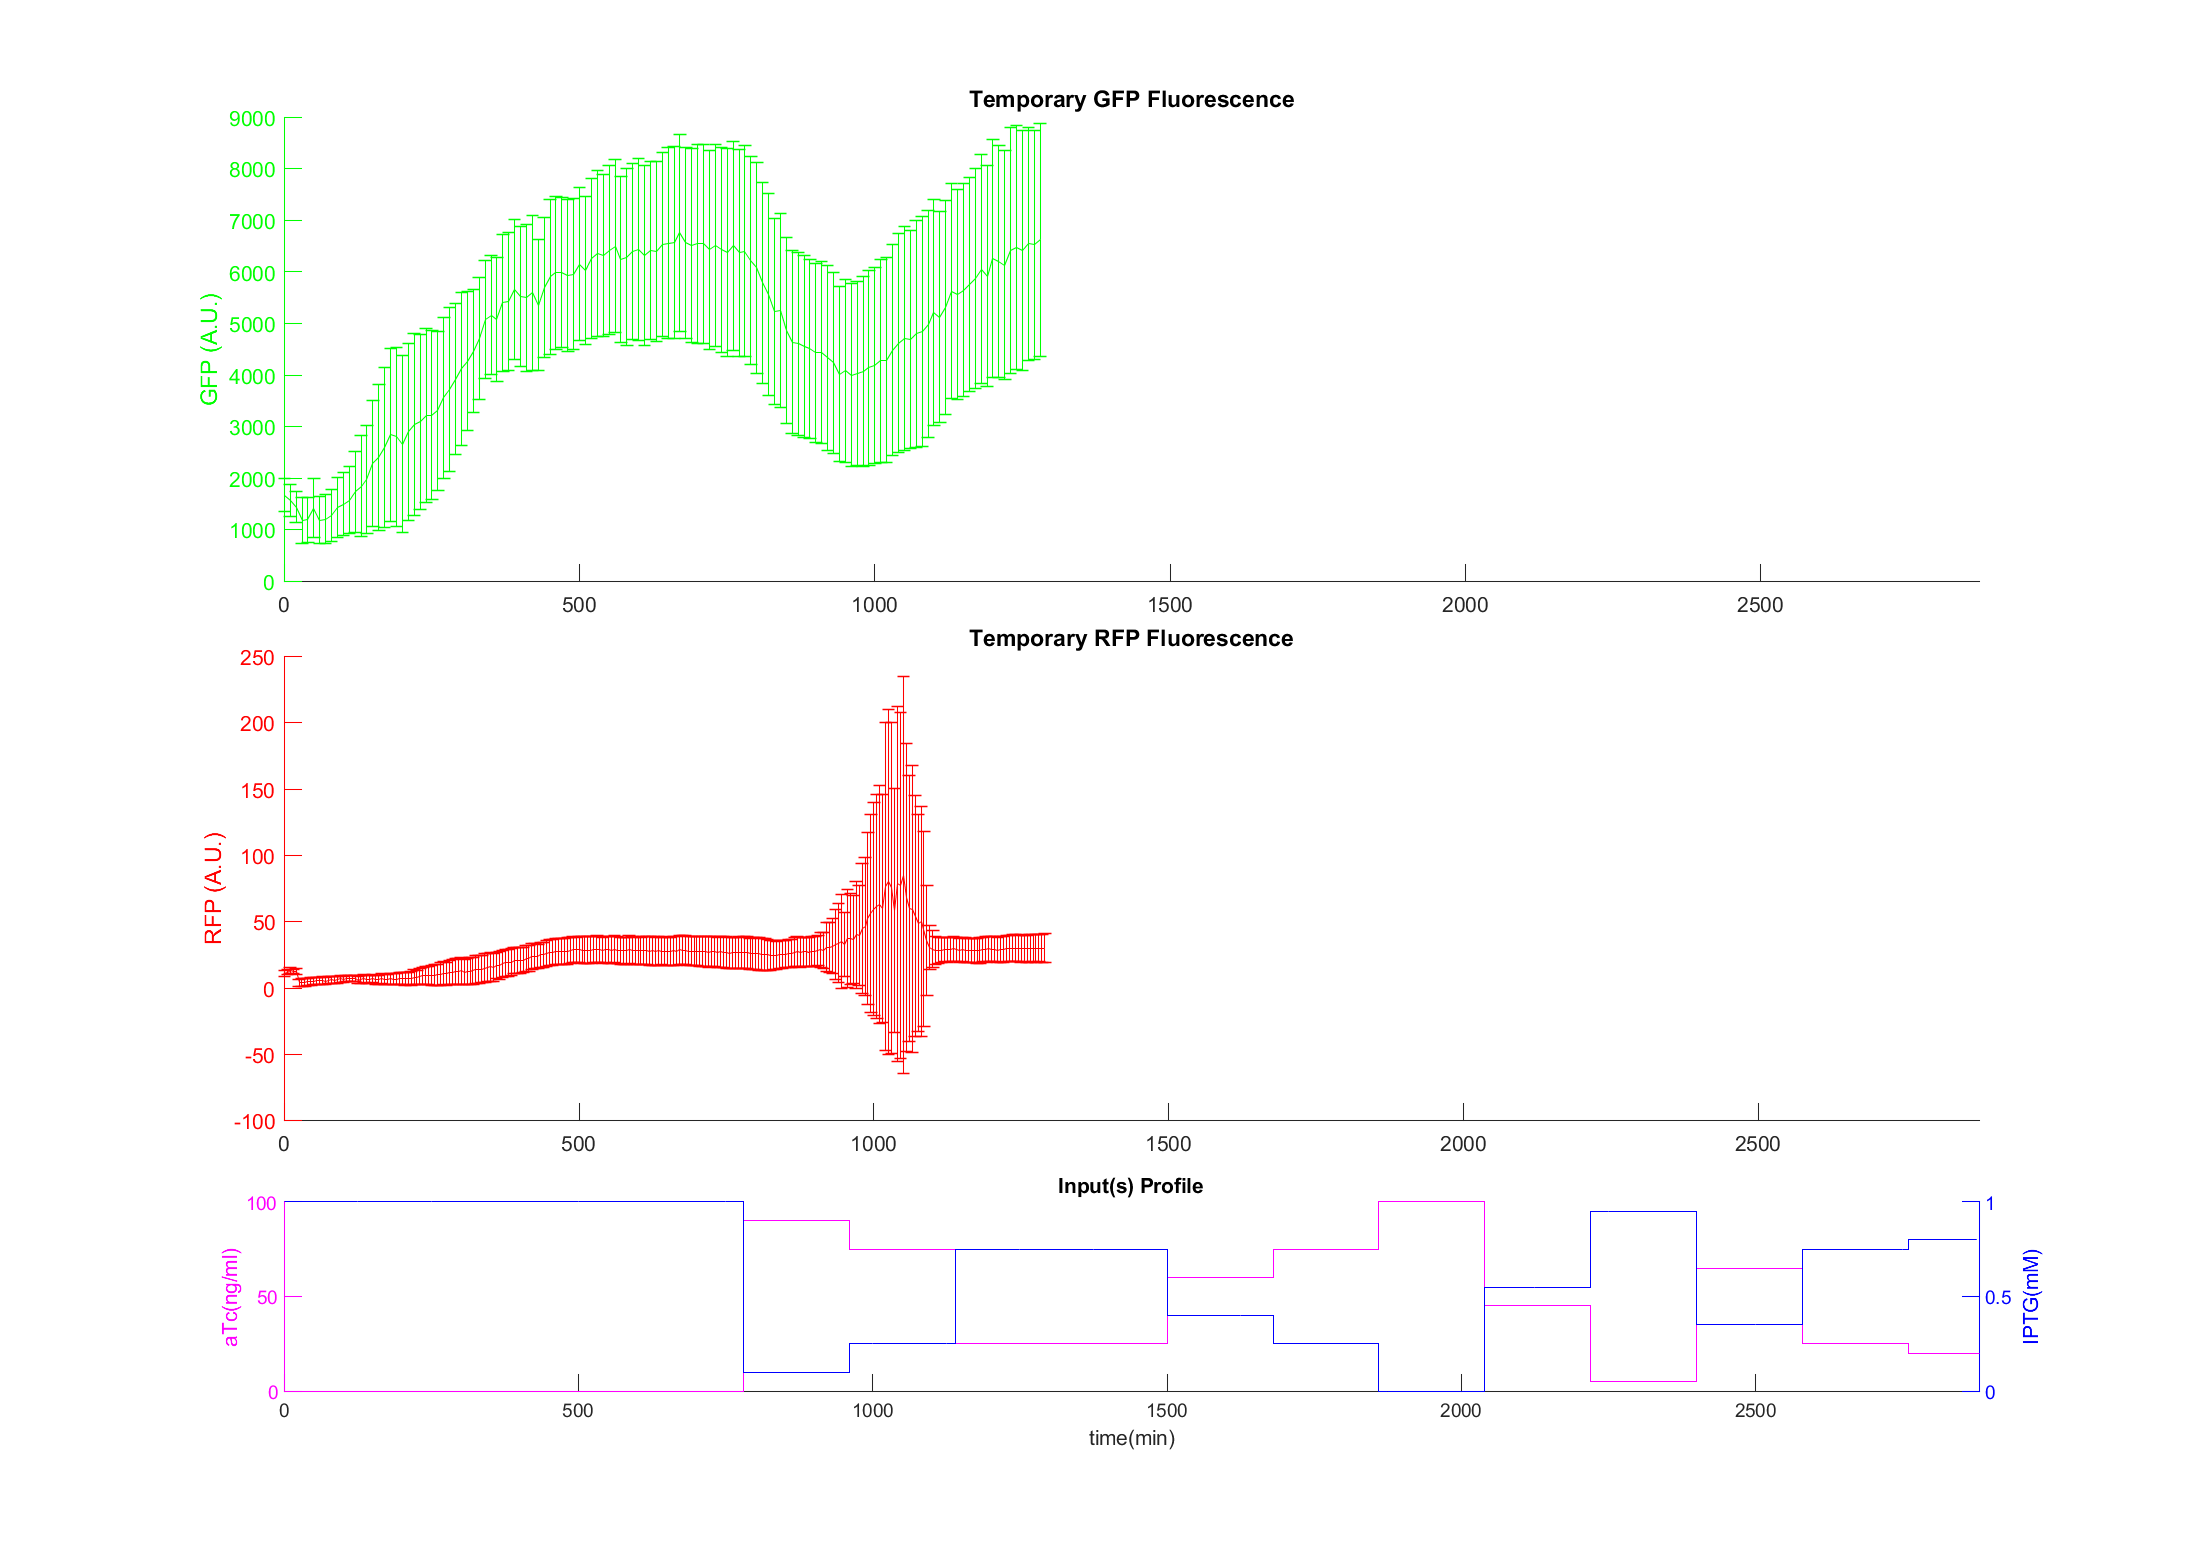 Temporary GFP Fluorescence
9000
8000
7000
6000
5000
4000
3000
2000
1000
0
GFP (A.U.)
0 500 1000 1500 2000 2500
Temporary RFP Fluorescence
250
200
150
100
50
0
-50
-100
RFP (A.U.)
0 500 1000 1500 2000 2500
Input(s) Profile
100
50
0
aTc(ng/ml)
1
0.5
0
IPTG(mM)
0 500 1000 1500 2000 2500
time(min)